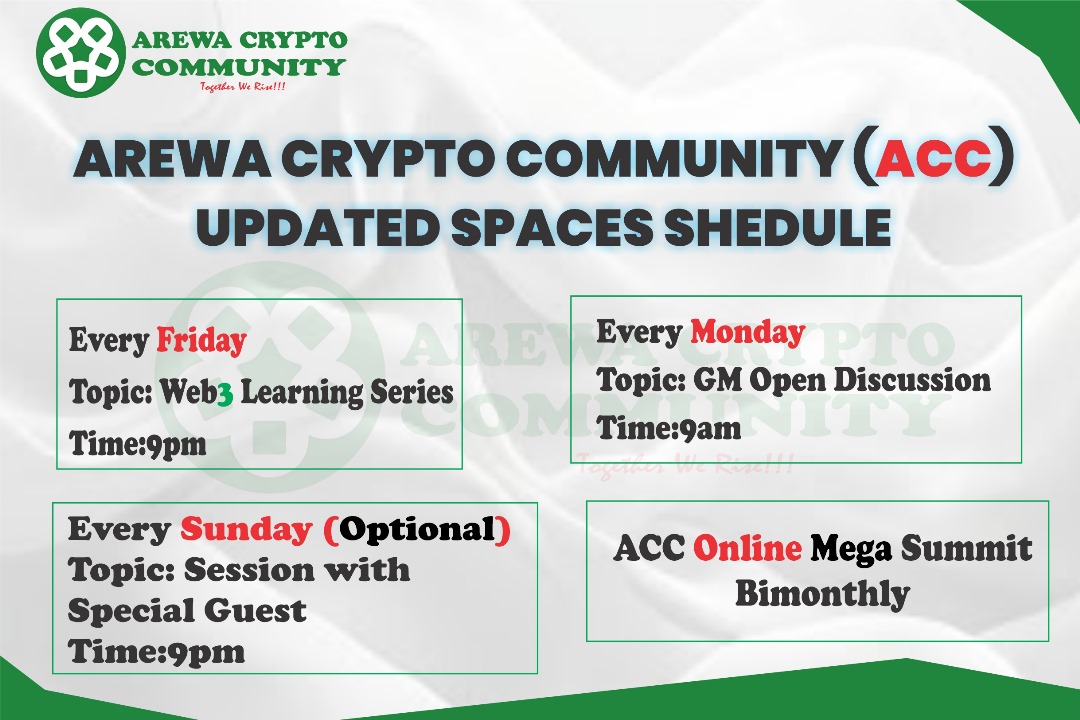 AREWA CRYPTO
COMMUNITY
Together We Rise!!!
AREWA CRYPTO COMMUNITY (ACC)
UPDATED SPACES SHEDULE
Every Friday
Topic: Web3 Learning Series
Time:9pm
Every Monday
Topic: GM Open Discussion
Time:9am
AREWA CRYPTO
COMMUNITY
Together We Rise!!!
Every Sunday (Optional)
Topic: Session with
Special Guest
Time:9pm
ACC Online Mega Summit
Bimonthly